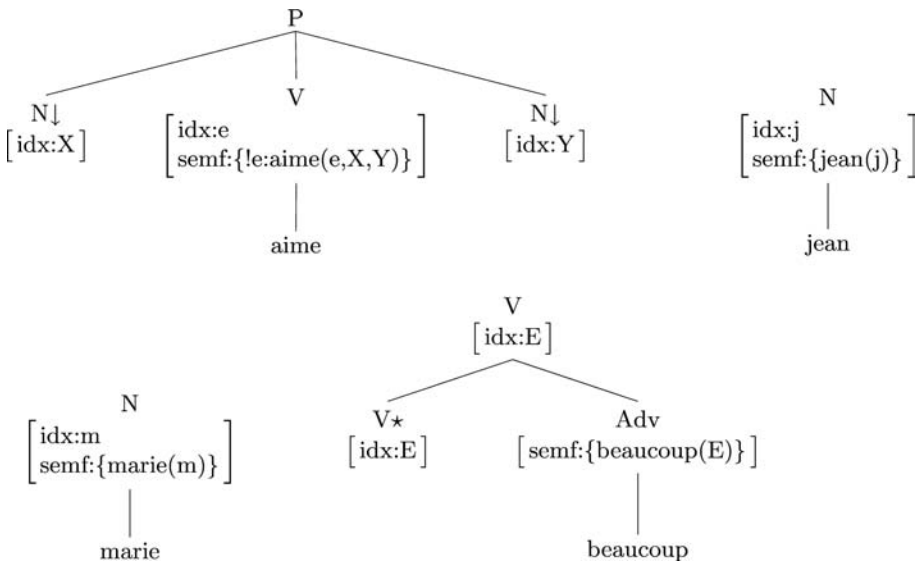 P
N↓ V N↓ N
[idx:X] [idx:e [idx:Y] [idx:j
semf:{!e:aime(e,X,Y)}] semf:{jean(j)}]
aime jean
V
[idx:E]
N V⋆ Adv
[idx:m [idx:E] [semf:{beaucoup(E)}]
semf:{marie(m)}]
marie beaucoup